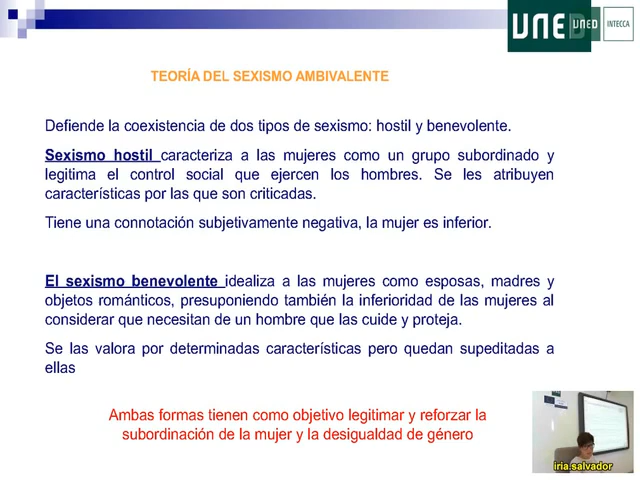 UNED
UNED
INTECCA
TEORÍA DEL SEXISMO AMBIVALENTE
Defiende la coexistencia de dos tipos de sexismo: hostil y benevolente.
Sexismo hostil caracteriza a las mujeres como un grupo subordinado y
legitima el control social que ejercen los hombres. Se les atribuyen
características por las que son criticadas.
Tiene una connotación subjetivamente negativa, la mujer es inferior.
El sexismo benevolente idealiza a las mujeres como esposas, madres y
objetos románticos, presuponiendo también la inferioridad de las mujeres al
considerar que necesitan de un hombre que las cuide y proteja.
Se las valora por determinadas características pero quedan supeditadas a
ellas
Ambas formas tienen como objetivo legitimar y reforzar la
subordinación de la mujer y la desigualdad de género
iria.salvador